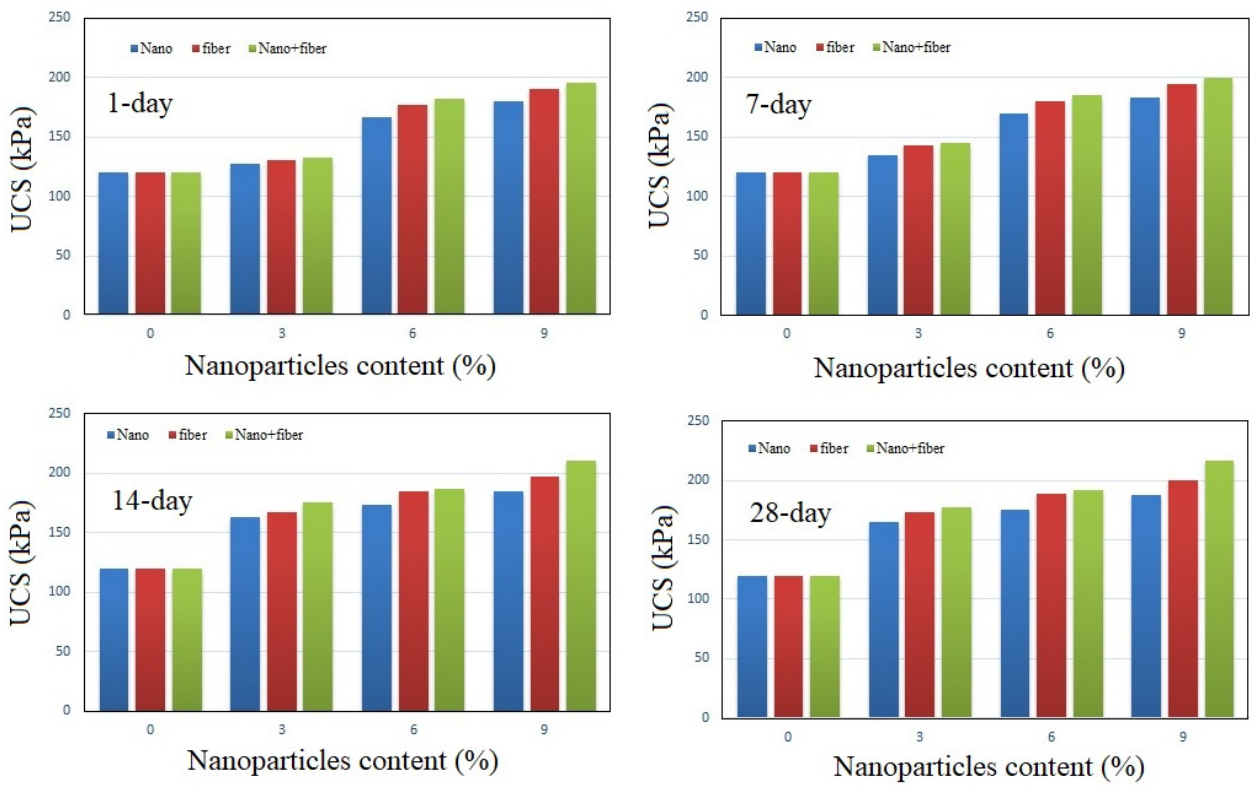 250
200
150
100
50
0
UCS (kPa)
Nano fiber Nano+fiber
1-day
0 3 6 9
Nanoparticles content (%)
250
200
150
100
50
0
UCS (kPa)
Nano fiber Nano+fiber
7-day
0 3 6 9
Nanoparticles content (%)
250
200
150
100
50
0
UCS (kPa)
Nano fiber Nano+fiber
14-day
0 3 6 9
Nanoparticles content (%)
250
200
150
100
50
0
UCS (kPa)
Nano fiber Nano+fiber
28-day
0 3 6 9
Nanoparticles content (%)